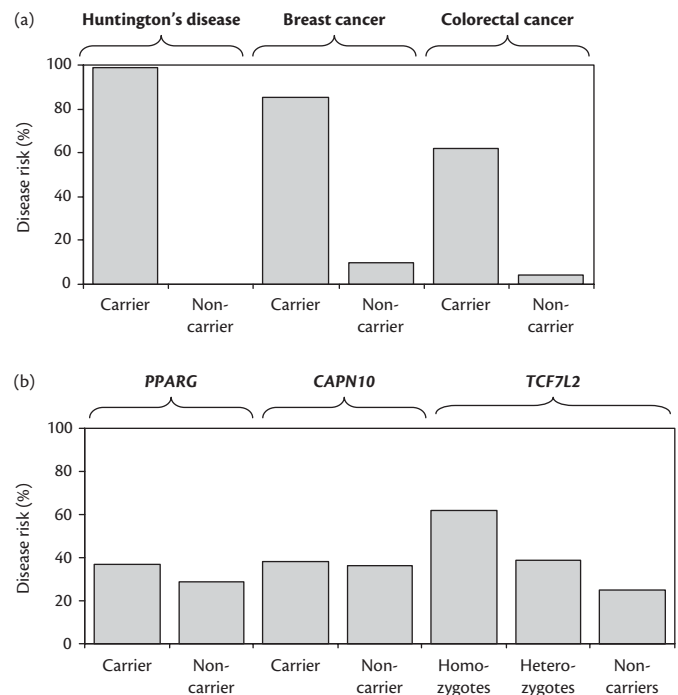 (a)
Huntington's disease Breast cancer Colorectal cancer
100
80
60
40
20
0
Disease risk (%)
Carrier Non-carrier Carrier Non-carrier Carrier Non-carrier
(b)
PPARG CAPN10 TCF7L2
100
80
60
40
20
0
Disease risk (%)
Carrier Non-carrier Carrier Non-carrier Homo-zygotes Hetero-zygotes Non-carriers